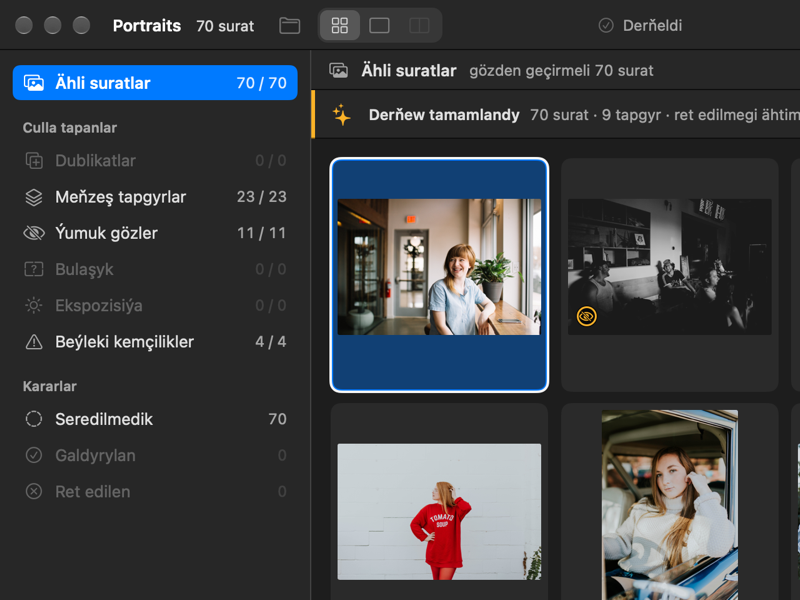 Portraits 70 surat
Derňeldi
Ähli suratlar 70 / 70
Culla tapanlar
Dublikatlar 0 / 0
Meňzeş tapgyrlar 23 / 23
Ýumuk gözler 11 / 11
Bulaşyk 0 / 0
Ekspozisiýa 0 / 0
Beýleki kemçilikler 4 / 4
Kararlar
Seredilmedik 70
Galdyrylan 0
Ret edilen 0
Ähli suratlar gözden geçirmeli 70 surat
Derňew tamamlandy 70 surat · 9 tapgyr · ret edilmegi ähtim
TOMATO
SOUP